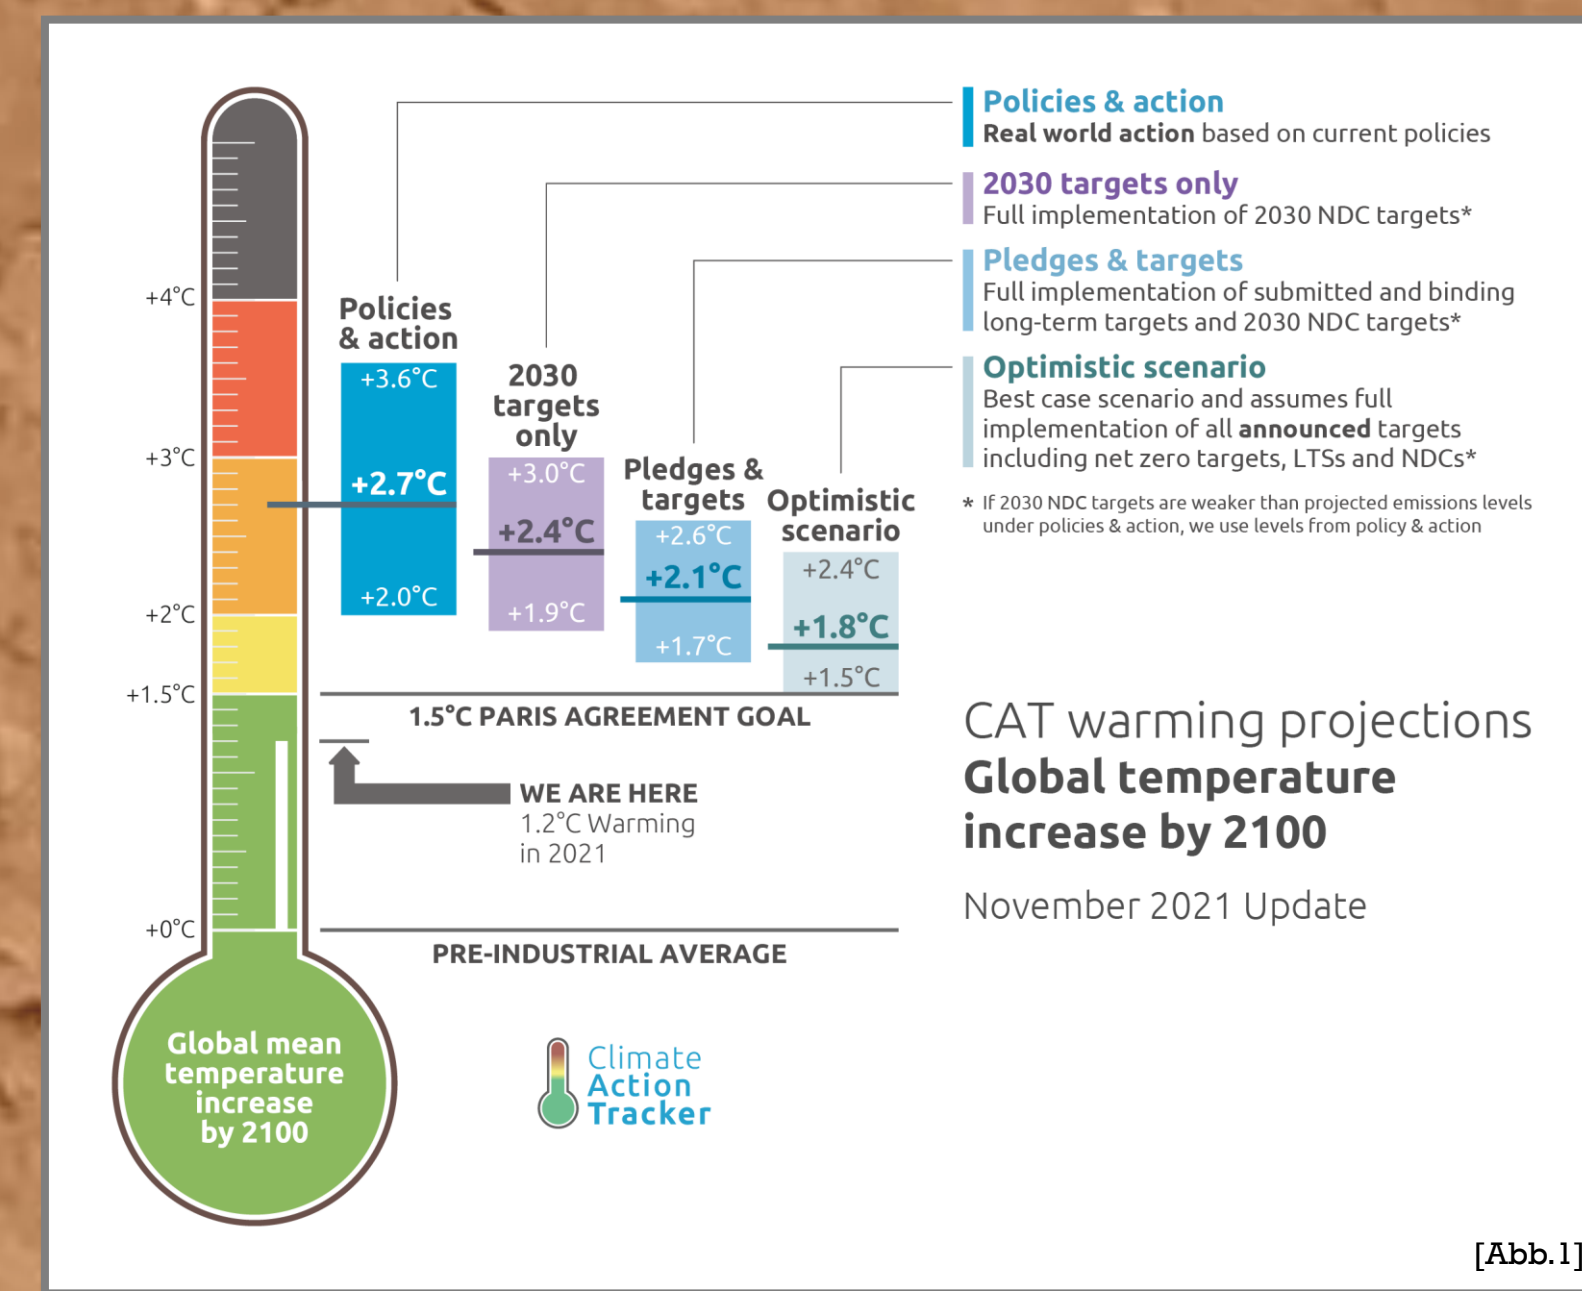 Policies & action
Real world action based on current policies
2030 targets only
Full implementation of 2030 NDC targets*
Pledges & targets
Full implementation of submitted and binding
long-term targets and 2030 NDC targets*
Optimistic scenario
Best case scenario and assumes full
implementation of all announced targets
including net zero targets, LTSs and NDCs*
* If 2030 NDC targets are weaker than projected emissions levels
under policies & action, we use levels from policy & action
+4°C
+3°C
+2°C
+1.5°C
+0°C
Policies
& action
+3.6°C
+2.7°C
+2.0°C
2030
targets
only
+3.0°C
+2.4°C
+1.9°C
Pledges &
targets
+2.6°C
+2.1°C
+1.7°C
Optimistic
scenario
+2.4°C
+1.8°C
+1.5°C
1.5°C PARIS AGREEMENT GOAL
WE ARE HERE
1.2°C Warming
in 2021
PRE-INDUSTRIAL AVERAGE
CAT warming projections
Global temperature
increase by 2100
November 2021 Update
Global mean
temperature
increase
by 2100
Climate
Action
Tracker
[Abb.1]